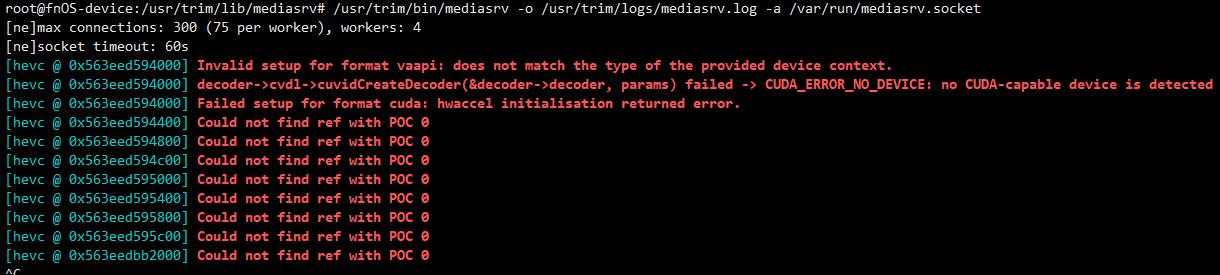 root@fnOS-device:/usr/trim/lib/mediasrv# /usr/trim/bin/mediasrv -o /usr/trim/logs/mediasrv.log -a /var/run/mediasrv.socket
[ne]max connections: 300 (75 per worker), workers: 4
[ne]socket timeout: 60s
[hevc @ 0x563eed594000] Invalid setup for format vaapi: does not match the type of the provided device context.
[hevc @ 0x563eed594000] decoder->cvdl->cuvidCreateDecoder(&decoder->decoder, params) failed -> CUDA_ERROR_NO_DEVICE: no CUDA-capable device is detected
[hevc @ 0x563eed594000] Failed setup for format cuda: hwaccel initialisation returned error.
[hevc @ 0x563eed594400] Could not find ref with POC 0
[hevc @ 0x563eed594800] Could not find ref with POC 0
[hevc @ 0x563eed594c00] Could not find ref with POC 0
[hevc @ 0x563eed595000] Could not find ref with POC 0
[hevc @ 0x563eed595400] Could not find ref with POC 0
[hevc @ 0x563eed595800] Could not find ref with POC 0
[hevc @ 0x563eed595c00] Could not find ref with POC 0
[hevc @ 0x563eedbb2000] Could not find ref with POC 0
^C